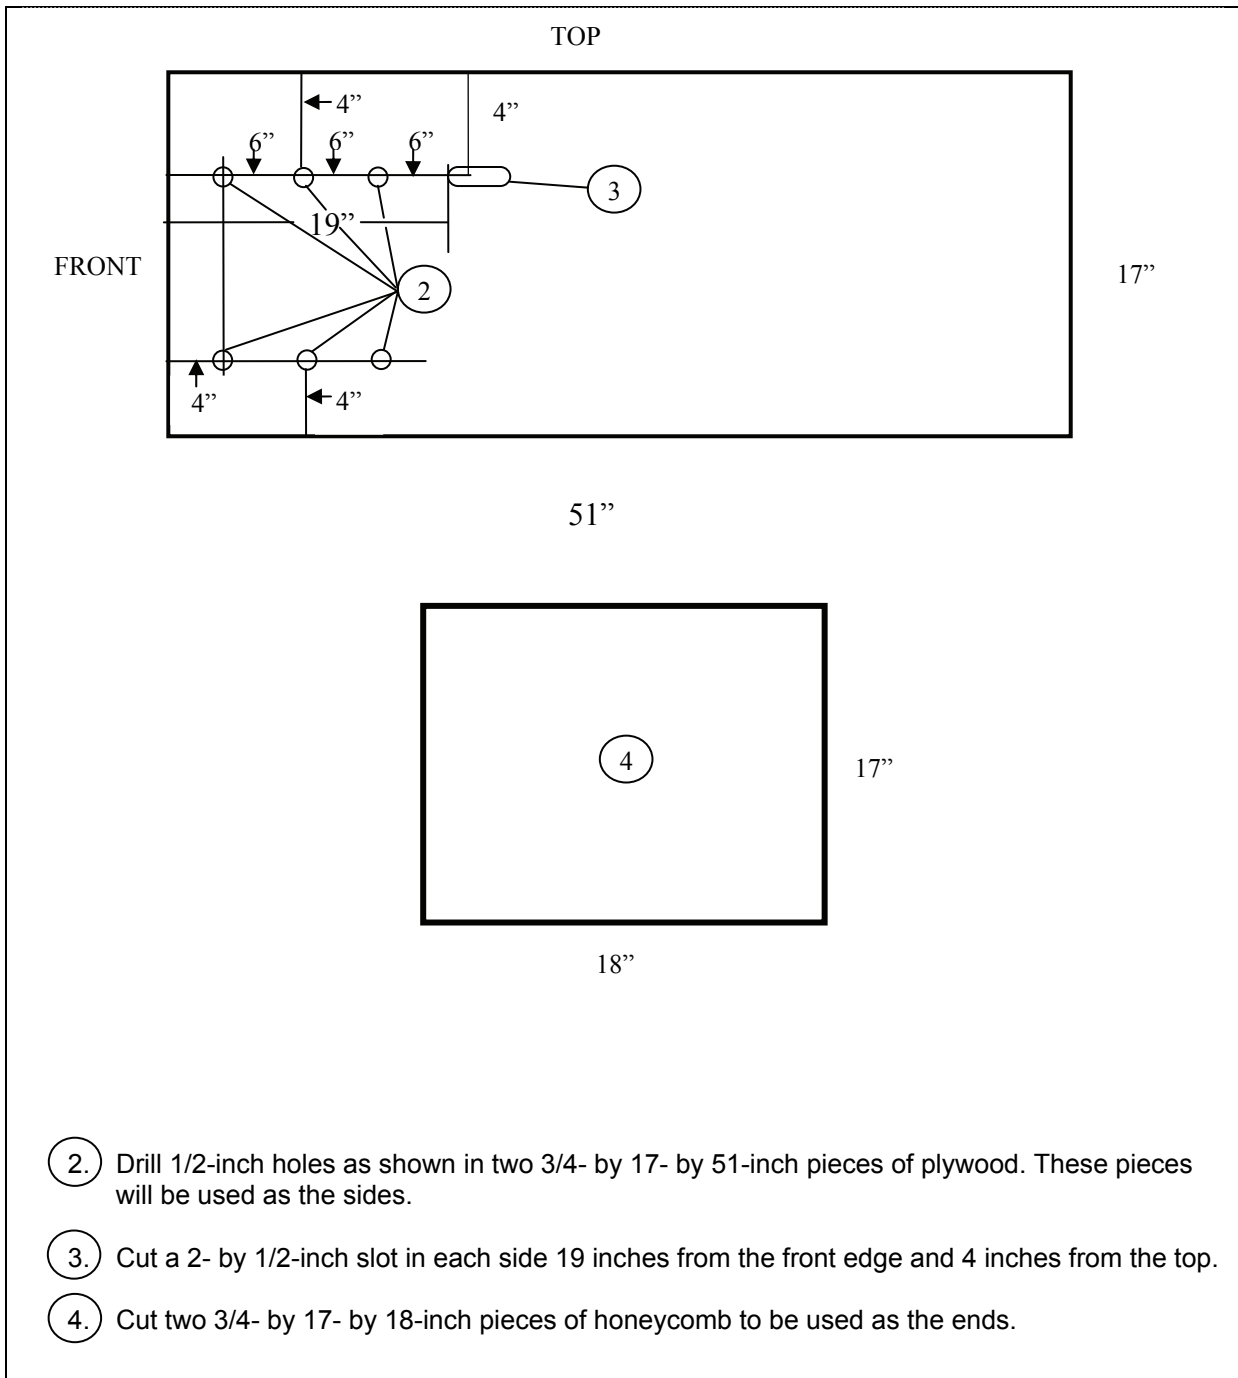 TOP
4”
4”
6”
6”
6”
3
19”
FRONT
2
17”
4”
4”
51”
4
17”
18”
2. Drill 1/2-inch holes as shown in two 3/4- by 17- by 51-inch pieces of plywood. These pieces
will be used as the sides.
3. Cut a 2- by 1/2-inch slot in each side 19 inches from the front edge and 4 inches from the top.
4. Cut two 3/4- by 17- by 18-inch pieces of honeycomb to be used as the ends.